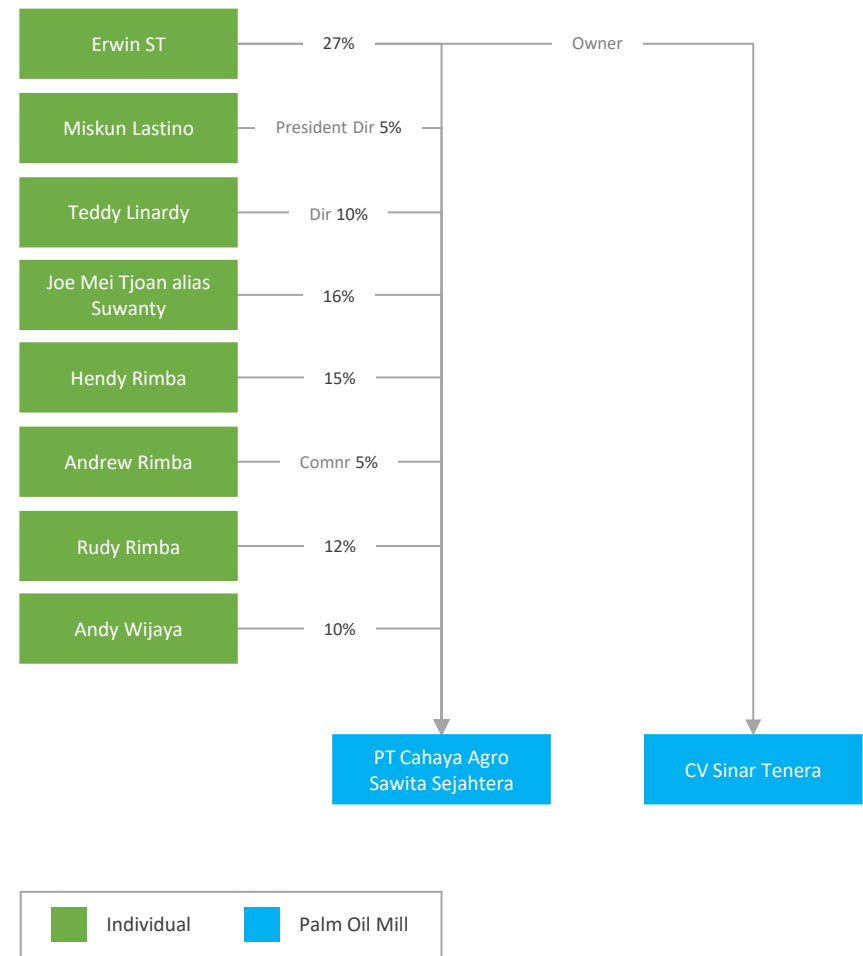 Erwin ST 27% Owner
Miskun Lastino President Dir 5%
Teddy Linardy Dir 10%
Joe Mei Tjoan alias
Suwanty 16%
Hendy Rimba 15%
Andrew Rimba Comnr 5%
Rudy Rimba 12%
Andy Wijaya 10%
PT Cahaya Agro
Sawita Sejahtera
CV Sinar Tenera
Individual Palm Oil Mill